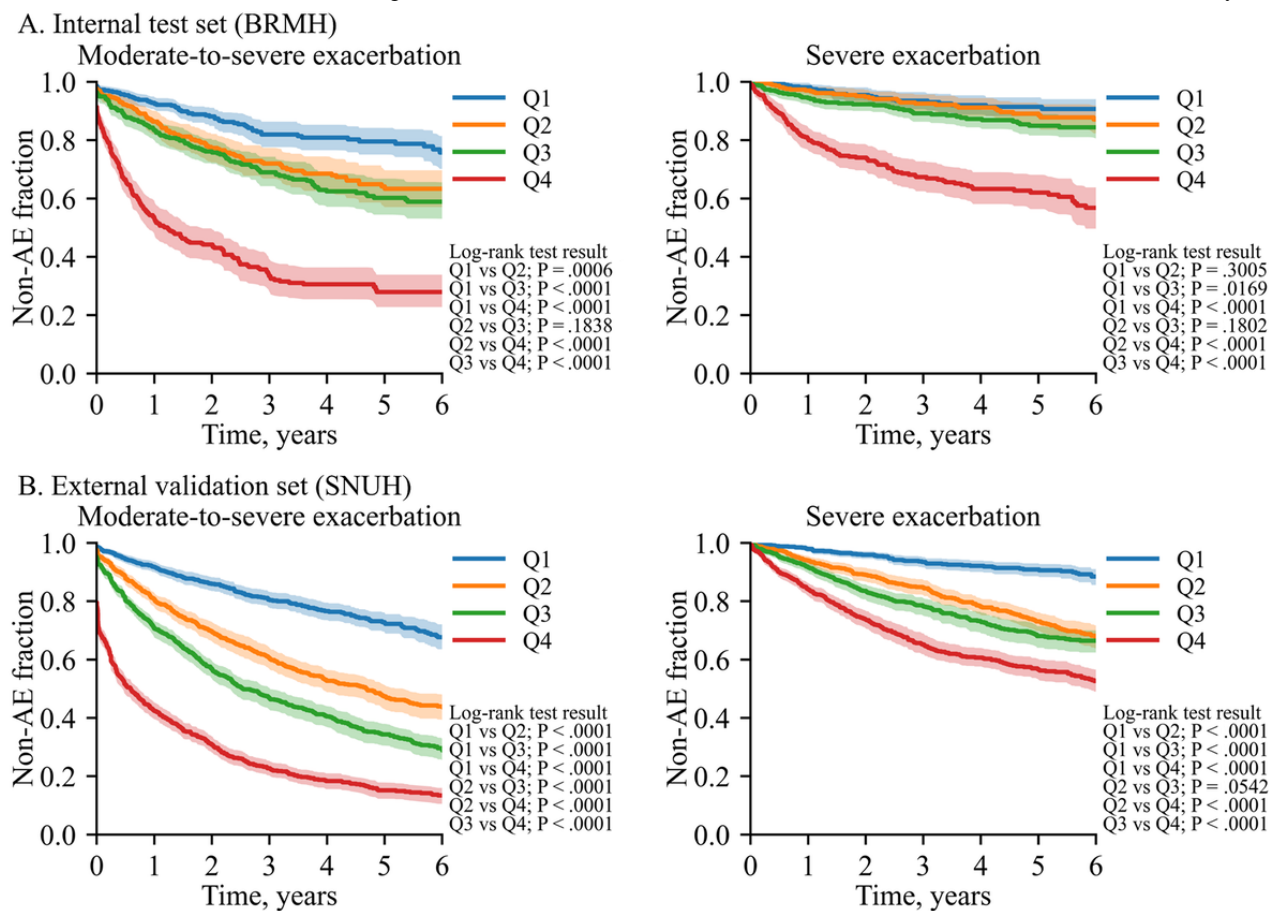 A. Internal test set (BRMH)
Moderate-to-severe exacerbation
Non-AE fraction
1.0
0.8
0.6
0.4
0.2
0.0
0 1 2 3 4 5 6
Time, years
Q1
Q2
Q3
Q4
Log-rank test result
Q1 vs Q2; P = .0006
Q1 vs Q3; P < .0001
Q1 vs Q4; P < .0001
Q2 vs Q3; P = .1838
Q2 vs Q4; P < .0001
Q3 vs Q4; P < .0001
Severe exacerbation
Non-AE fraction
1.0
0.8
0.6
0.4
0.2
0.0
0 1 2 3 4 5 6
Time, years
Q1
Q2
Q3
Q4
Log-rank test result
Q1 vs Q2; P = .3005
Q1 vs Q3; P = .0169
Q1 vs Q4; P < .0001
Q2 vs Q3; P = .1802
Q2 vs Q4; P < .0001
Q3 vs Q4; P < .0001
B. External validation set (SNUH)
Moderate-to-severe exacerbation
Non-AE fraction
1.0
0.8
0.6
0.4
0.2
0.0
0 1 2 3 4 5 6
Time, years
Q1
Q2
Q3
Q4
Log-rank test result
Q1 vs Q2; P < .0001
Q1 vs Q3; P < .0001
Q1 vs Q4; P < .0001
Q2 vs Q3; P < .0001
Q2 vs Q4; P < .0001
Q3 vs Q4; P < .0001
Severe exacerbation
Non-AE fraction
1.0
0.8
0.6
0.4
0.2
0.0
0 1 2 3 4 5 6
Time, years
Q1
Q2
Q3
Q4
Log-rank test result
Q1 vs Q2; P < .0001
Q1 vs Q3; P < .0001
Q1 vs Q4; P < .0001
Q2 vs Q3; P = .0542
Q2 vs Q4; P < .0001
Q3 vs Q4; P < .0001